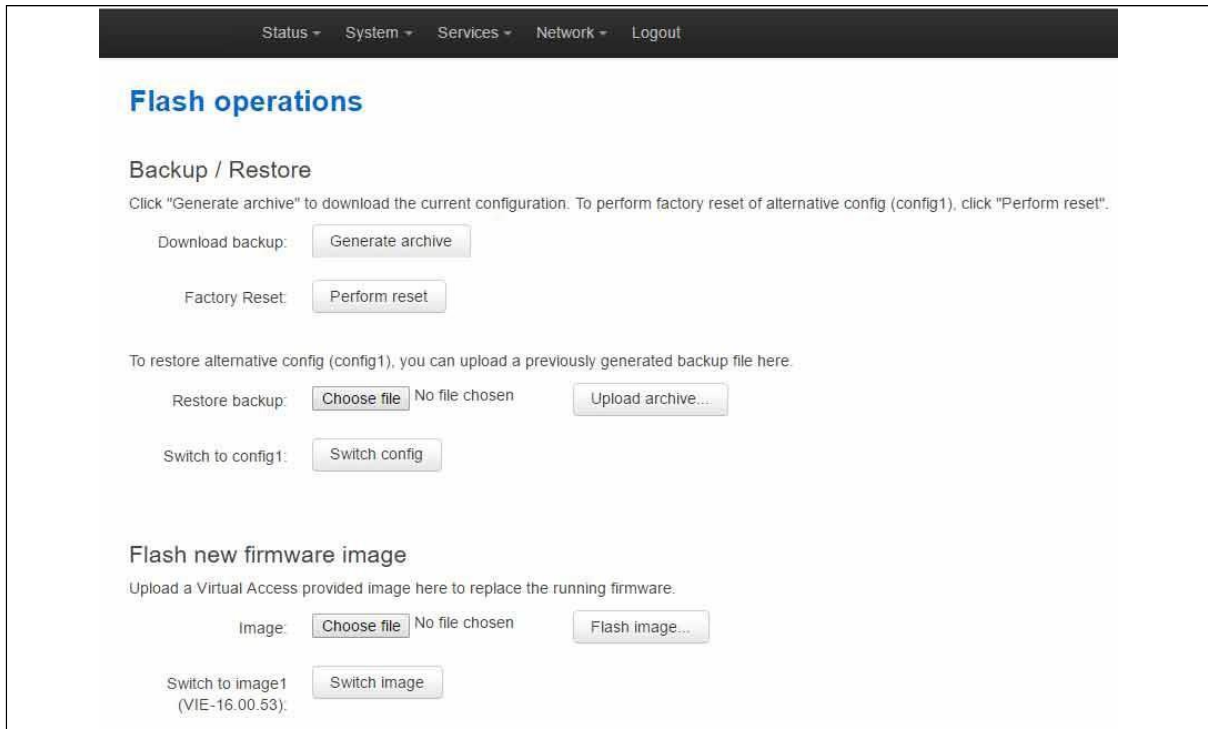 Status System Services Network Logout
Flash operations
Backup / Restore
Click "Generate archive" to download the current configuration. To perform factory reset of alternative config (config1), click "Perform reset".
Download backup: Generate archive
Factory Reset: Perform reset
To restore alternative config (config1), you can upload a previously generated backup file here.
Restore backup: Choose file No file chosen Upload archive...
Switch to config1: Switch config
Flash new firmware image
Upload a Virtual Access provided image here to replace the running firmware.
Image: Choose file No file chosen Flash image...
Switch to image1 Switch image
(VIE-16.00.53):